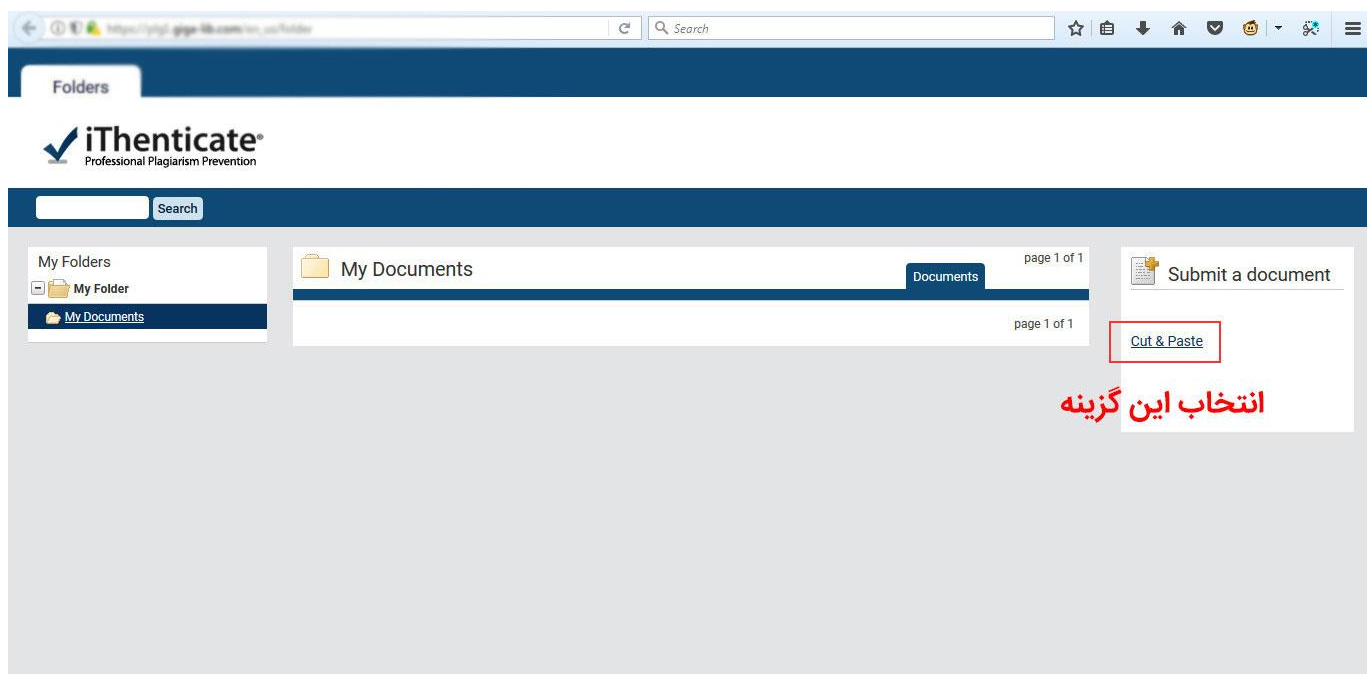 Search
Folders
iThenticate®
Professional Plagiarism Prevention
Search
My Folders
My Folder
My Documents
My Documents
page 1 of 1
Documents
page 1 of 1
Submit a document
Cut & Paste
انتخاب این گزینه